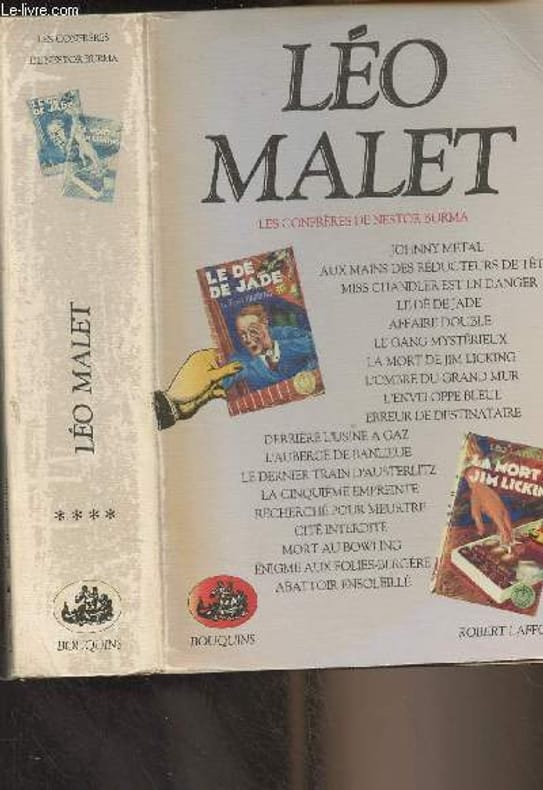 Le-livre.com
LES CONFRÈRES
DE NESTOR BURMA
LE DÉ
DE JADE
LA MORT
JIM LICKING
LÉO MALET
****
BOUQUINS
LÉO
MALET
LES CONFRÈRES DE NESTOR BURMA
LE DÉ
DE JADE
JOHNNY METAL
AUX MAINS DES RÉDUCTEURS DE TÊT
MISS CHANDLER EST EN DANGER
LE DÉ DE JADE
AFFAIRE DOUBLE
LE GANG MYSTÉRIEUX
LA MORT DE JIM LICKING
L'OMBRE DU GRAND MUR
L'ENVELOPPE BLEUE
ERREUR DE DESTINATAIRE
DERRIÈRE L'USINE À GAZ
L'AUBERGE DE BANLIEUE
LE DERNIER TRAIN D'AUSTERLITZ
LA CINQUIÈME EMPREINTE
RECHERCHÉ POUR MEURTRE
CITÉ INTERDITE
MORT AU BOWLING
ÉNIGME AUX FOLIES-BERGÈRE
ABATTOIR ENSOLEILLÉ
LA MORT
JIM LICKIN
BOUQUINS
ROBERT LAFFO